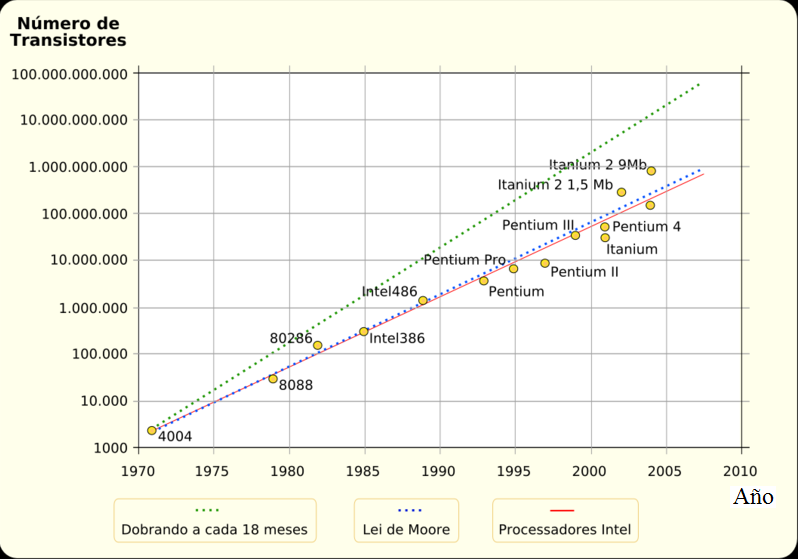 Número de
Transistores
100.000.000.000
10.000.000.000
1.000.000.000
100.000.000
10.000.000
1.000.000
100.000
10.000
1000
Itanium 2 9Mb
Itanium 2 1,5 Mb
Pentium III
Pentium 4
Itanium
Pentium Pro
Pentium II
Intel486
Pentium
80286
Intel386
8088
4004
1970 1975 1980 1985 1990 1995 2000 2005 2010
Año
Dobrando a cada 18 meses
Lei de Moore
Processadores Intel